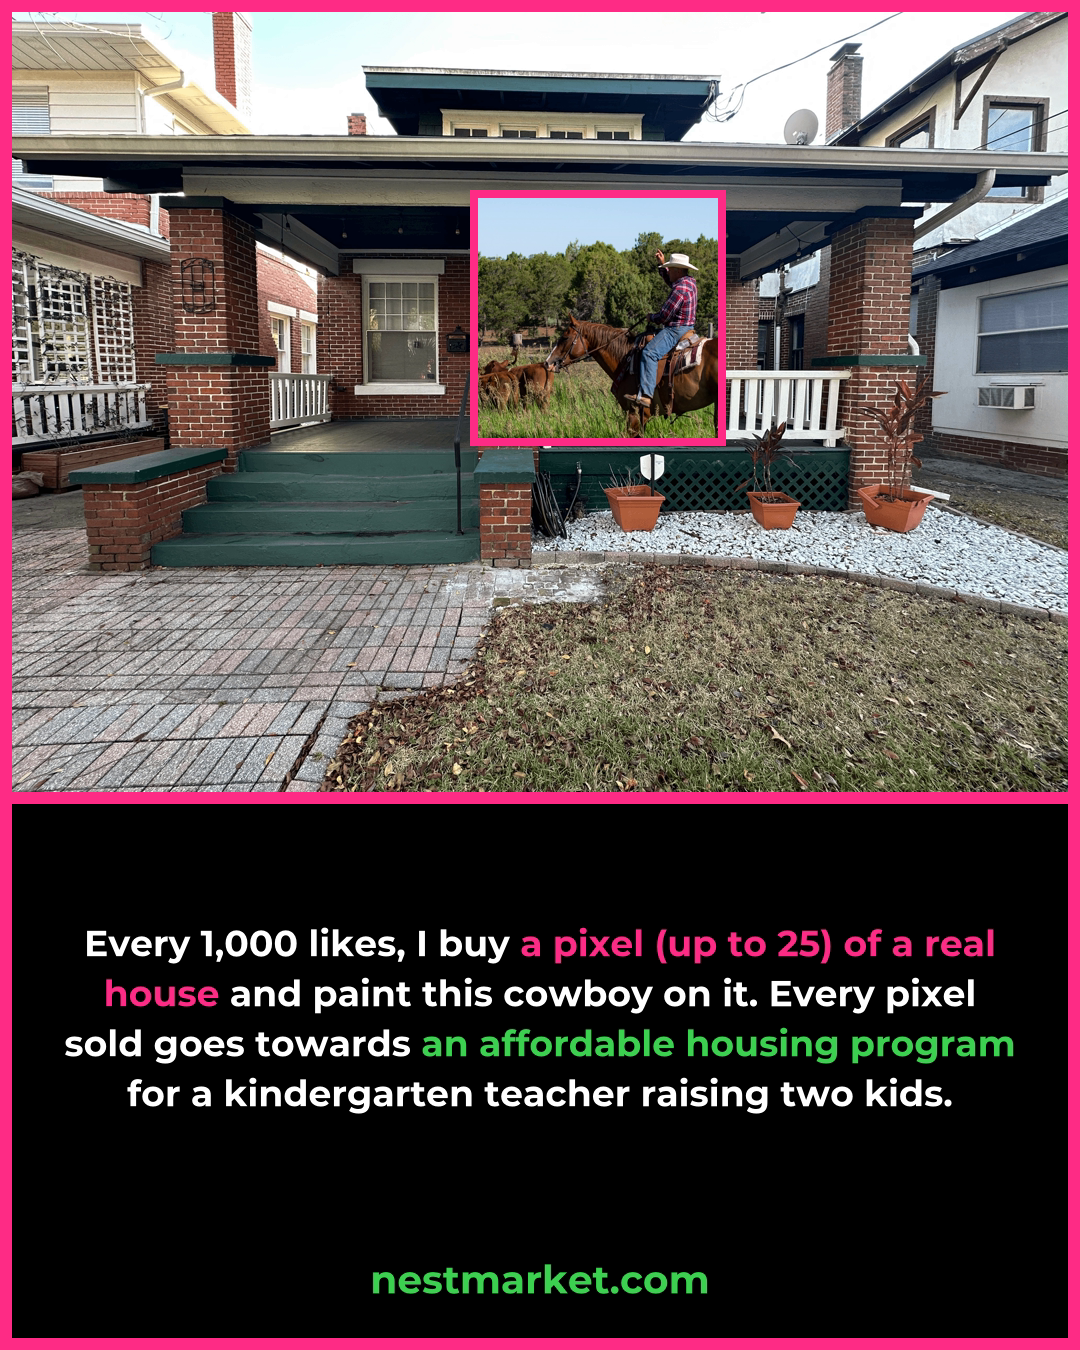 Every 1,000 likes, I buy a pixel (up to 25) of a real
house and paint this cowboy on it. Every pixel
sold goes towards an affordable housing program
for a kindergarten teacher raising two kids.
nestmarket.com